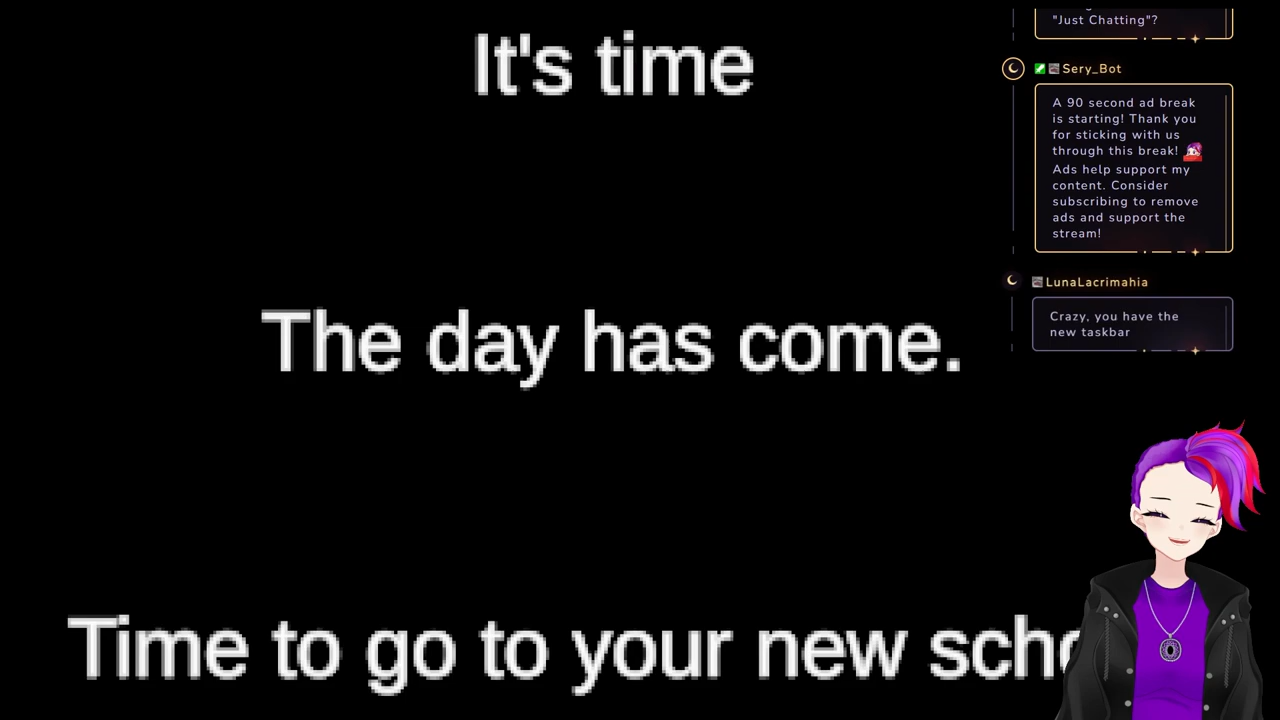 It's time
The day has come.
Time to go to your new
"Just Chatting"?
Sery_Bot
A 90 second ad break
is starting! Thank you
for sticking with us
through this break!
Ads help support my
content. Consider
subscribing to remove
ads and support the
stream!
LunaLacrimahia
Crazy, you have the
new taskbar